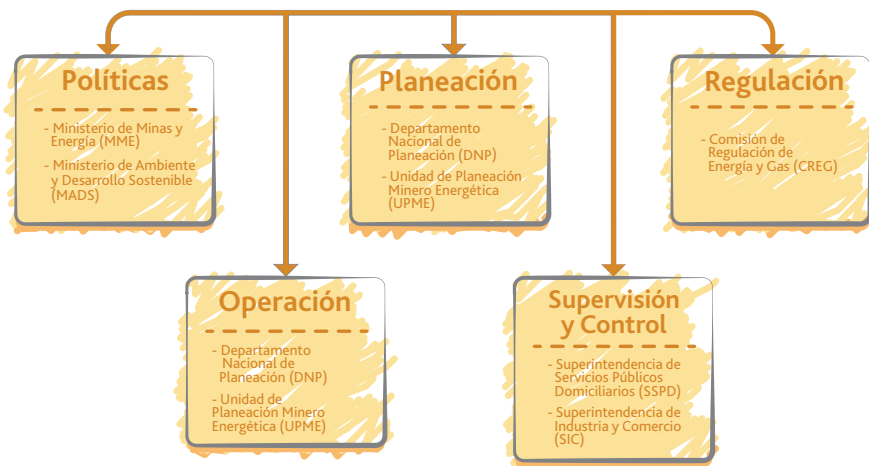 Políticas
- Ministerio de Minas y
Energía (MME)
- Ministerio de Ambiente
y Desarrollo Sostenible
(MADS)
Planeación
- Departamento
Nacional de
Planeación (DNP)
- Unidad de Planeación
Minero Energética
(UPME)
Regulación
- Comisión de
Regulación de
Energía y Gas (CREG)
Operación
- Departamento
Nacional de
Planeación (DNP)
- Unidad de
Planeación Minero
Energética (UPME)
Supervisión
y Control
- Superintendencia de
Servicios Públicos
Domiciliarios (SSPD)
- Superintendencia de
Industria y Comercio
(SIC)